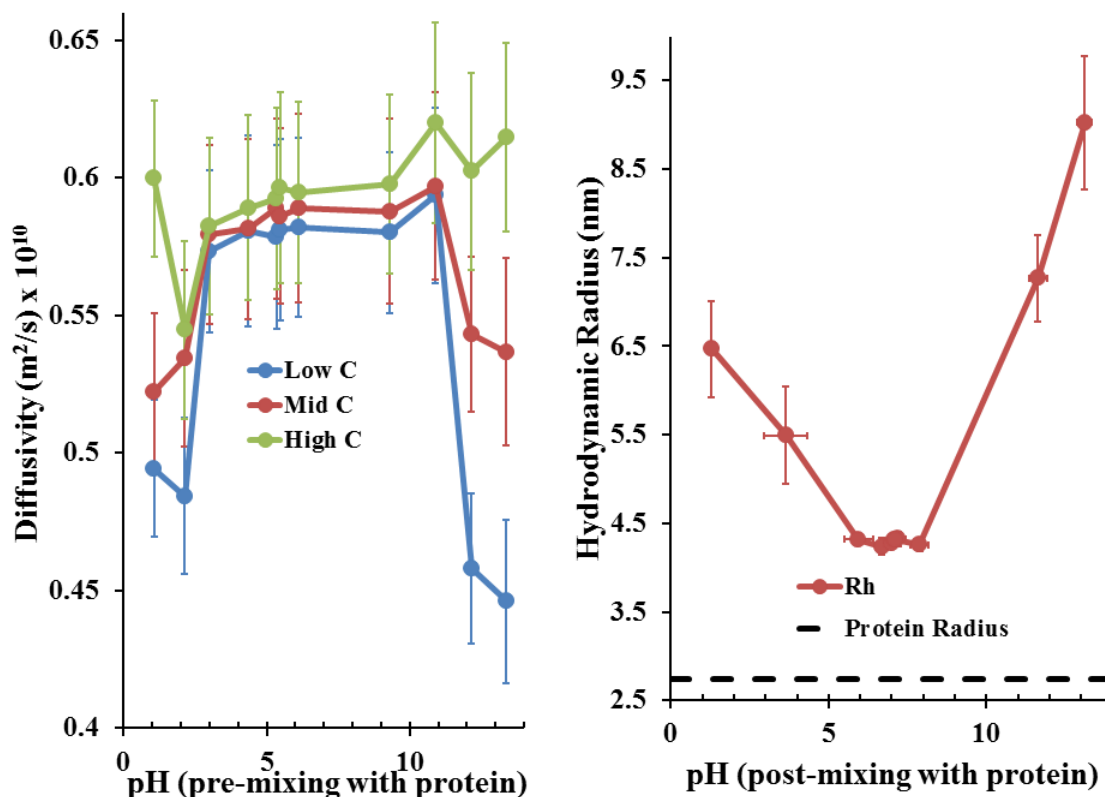 Diffusivity (m²/s) x 10¹⁰
0.65
0.6
0.55
0.5
0.45
0.4
Low C
Mid C
High C
0
5
10
pH (pre-mixing with protein)
Hydrodynamic Radius (nm)
9.5
8.5
7.5
6.5
5.5
4.5
3.5
2.5
Rh
Protein Radius
0
5
10
pH (post-mixing with protein)